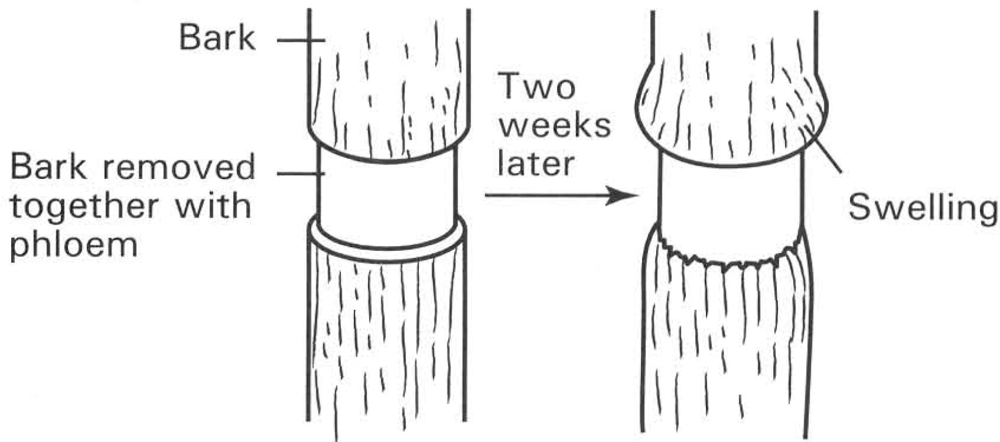 Bark
Bark removed
together with
phloem
Two
weeks
later
Swelling